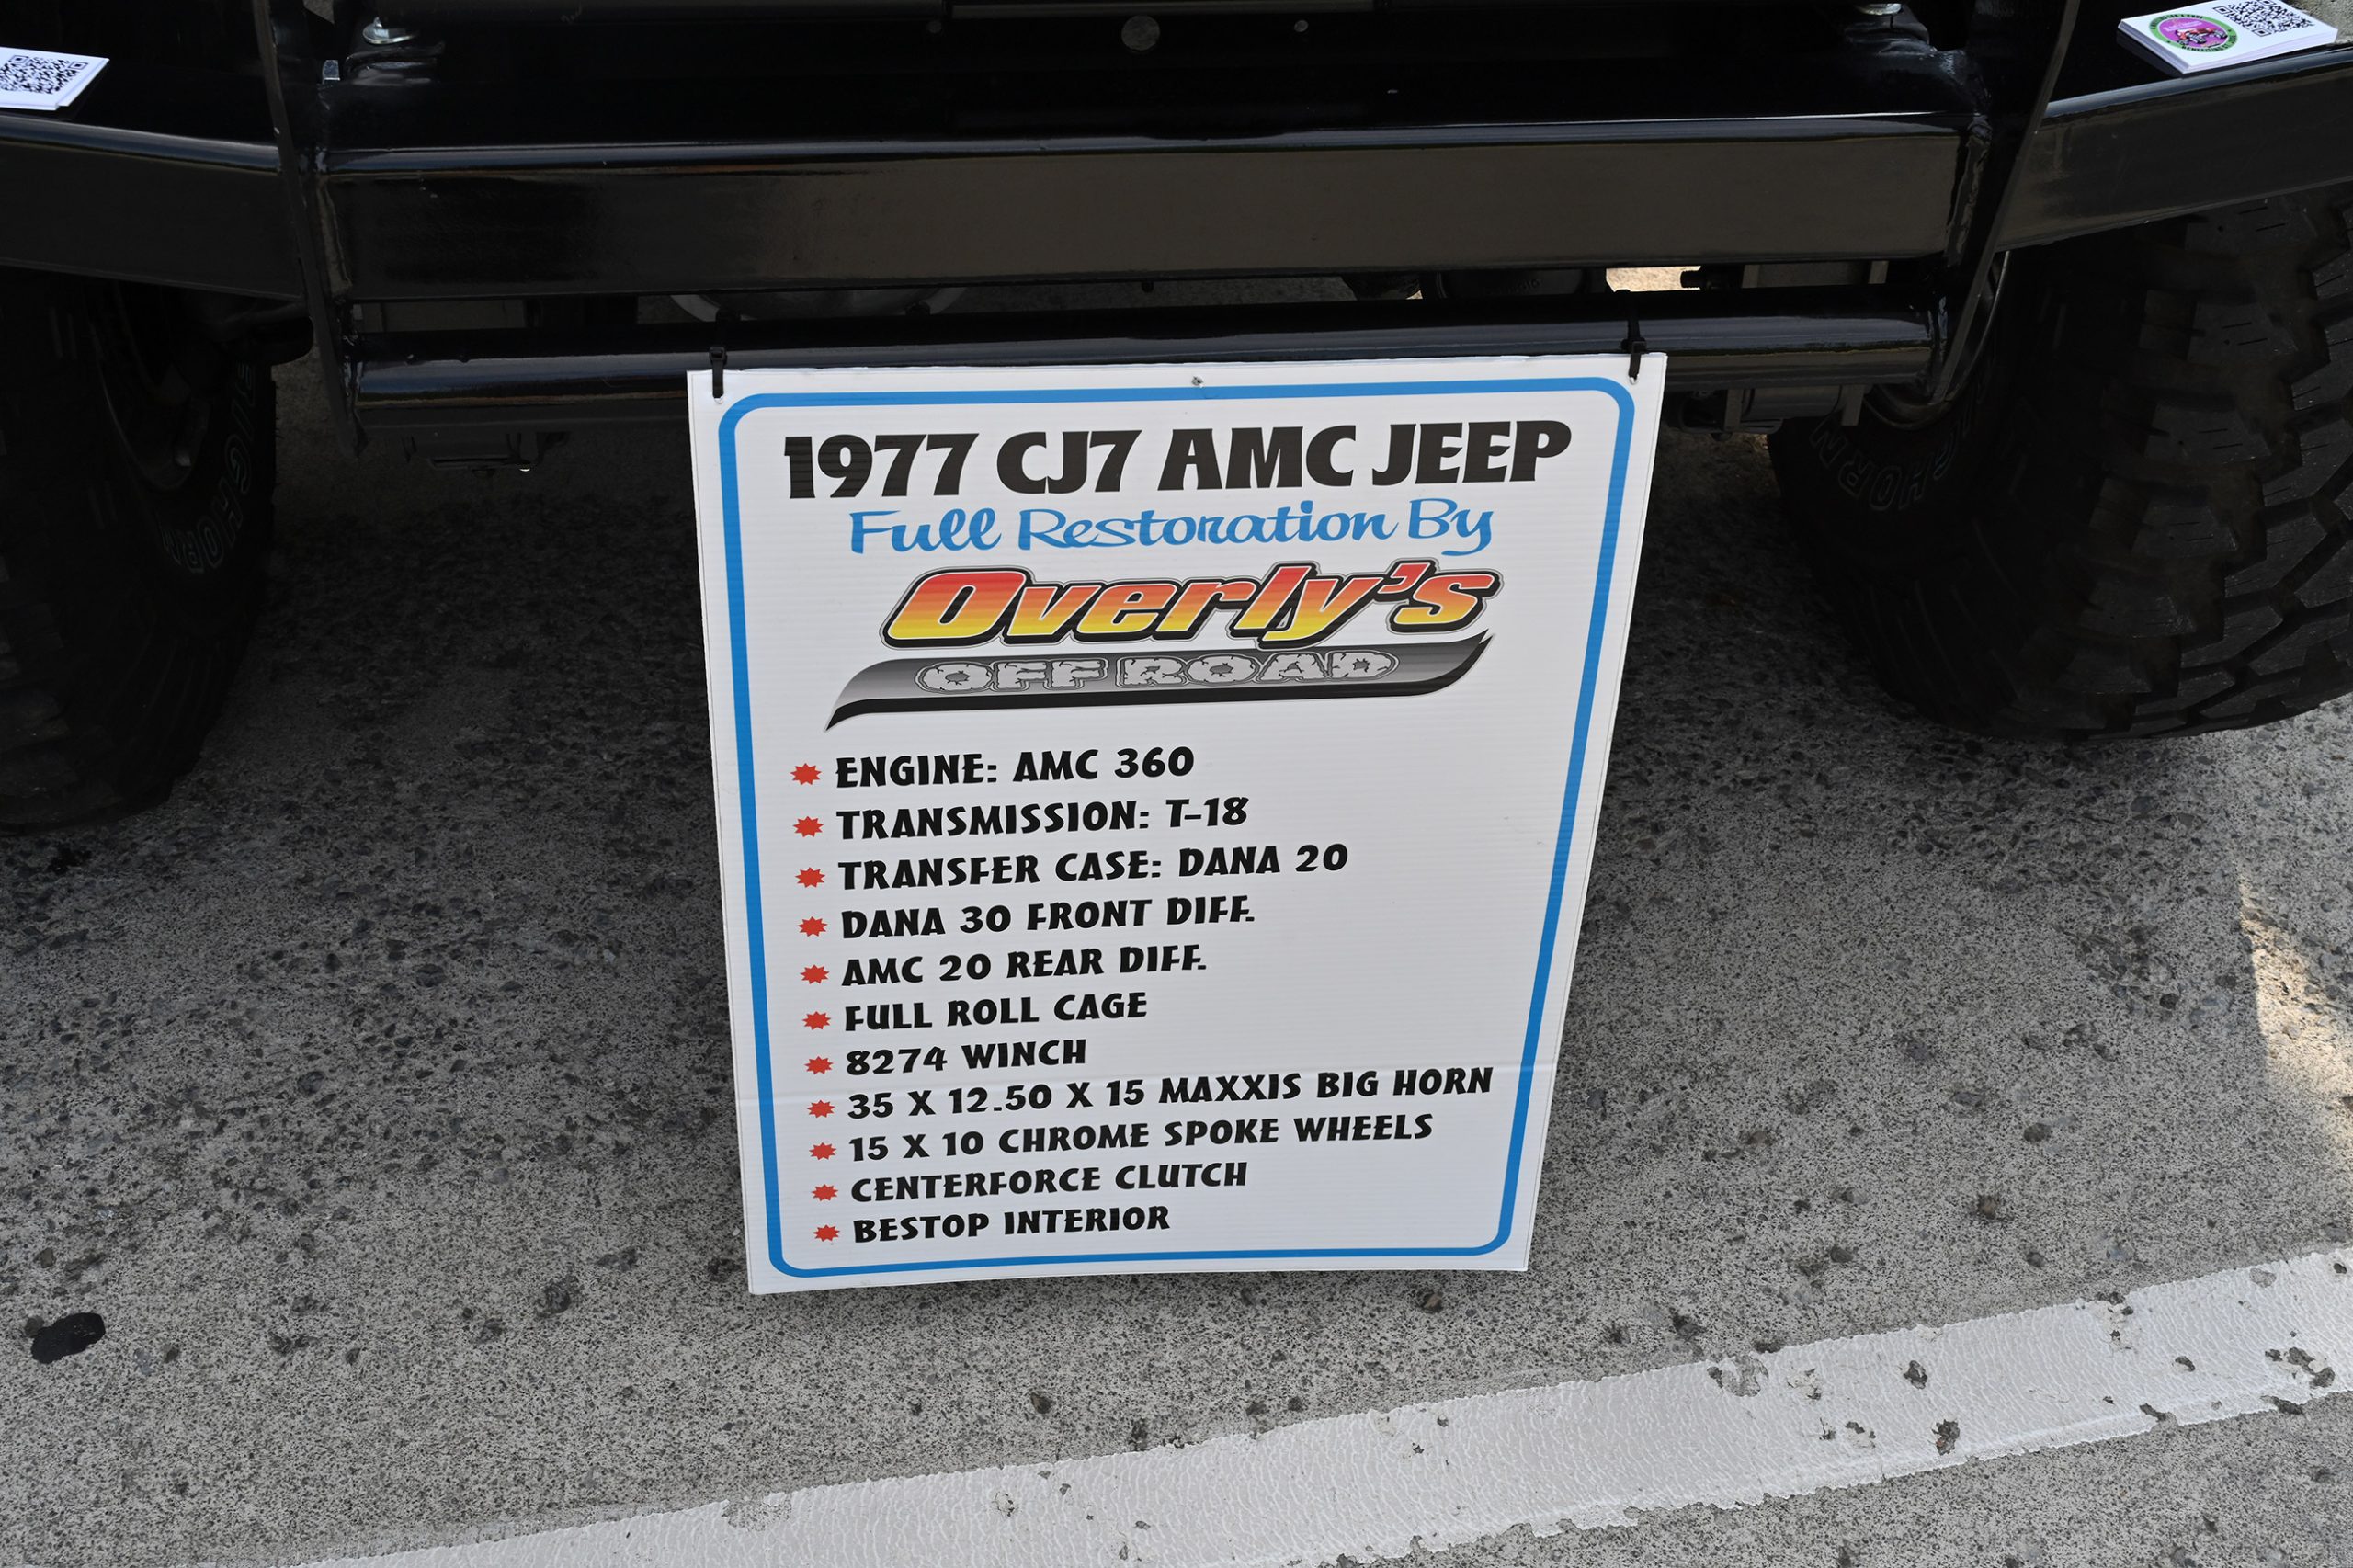 1977 CJ7 AMC JEEP
Full Restoration By
Overly's
OFF ROAD
ENGINE: AMC 360
TRANSMISSION: T-18
TRANSFER CASE: DANA 20
DANA 30 FRONT DIFF.
AMC 20 REAR DIFF.
FULL ROLL CAGE
8274 WINCH
35 X 12.50 X 15 MAXXIS BIG HORN
15 X 10 CHROME SPOKE WHEELS
CENTERFORCE CLUTCH
BESTOP INTERIOR